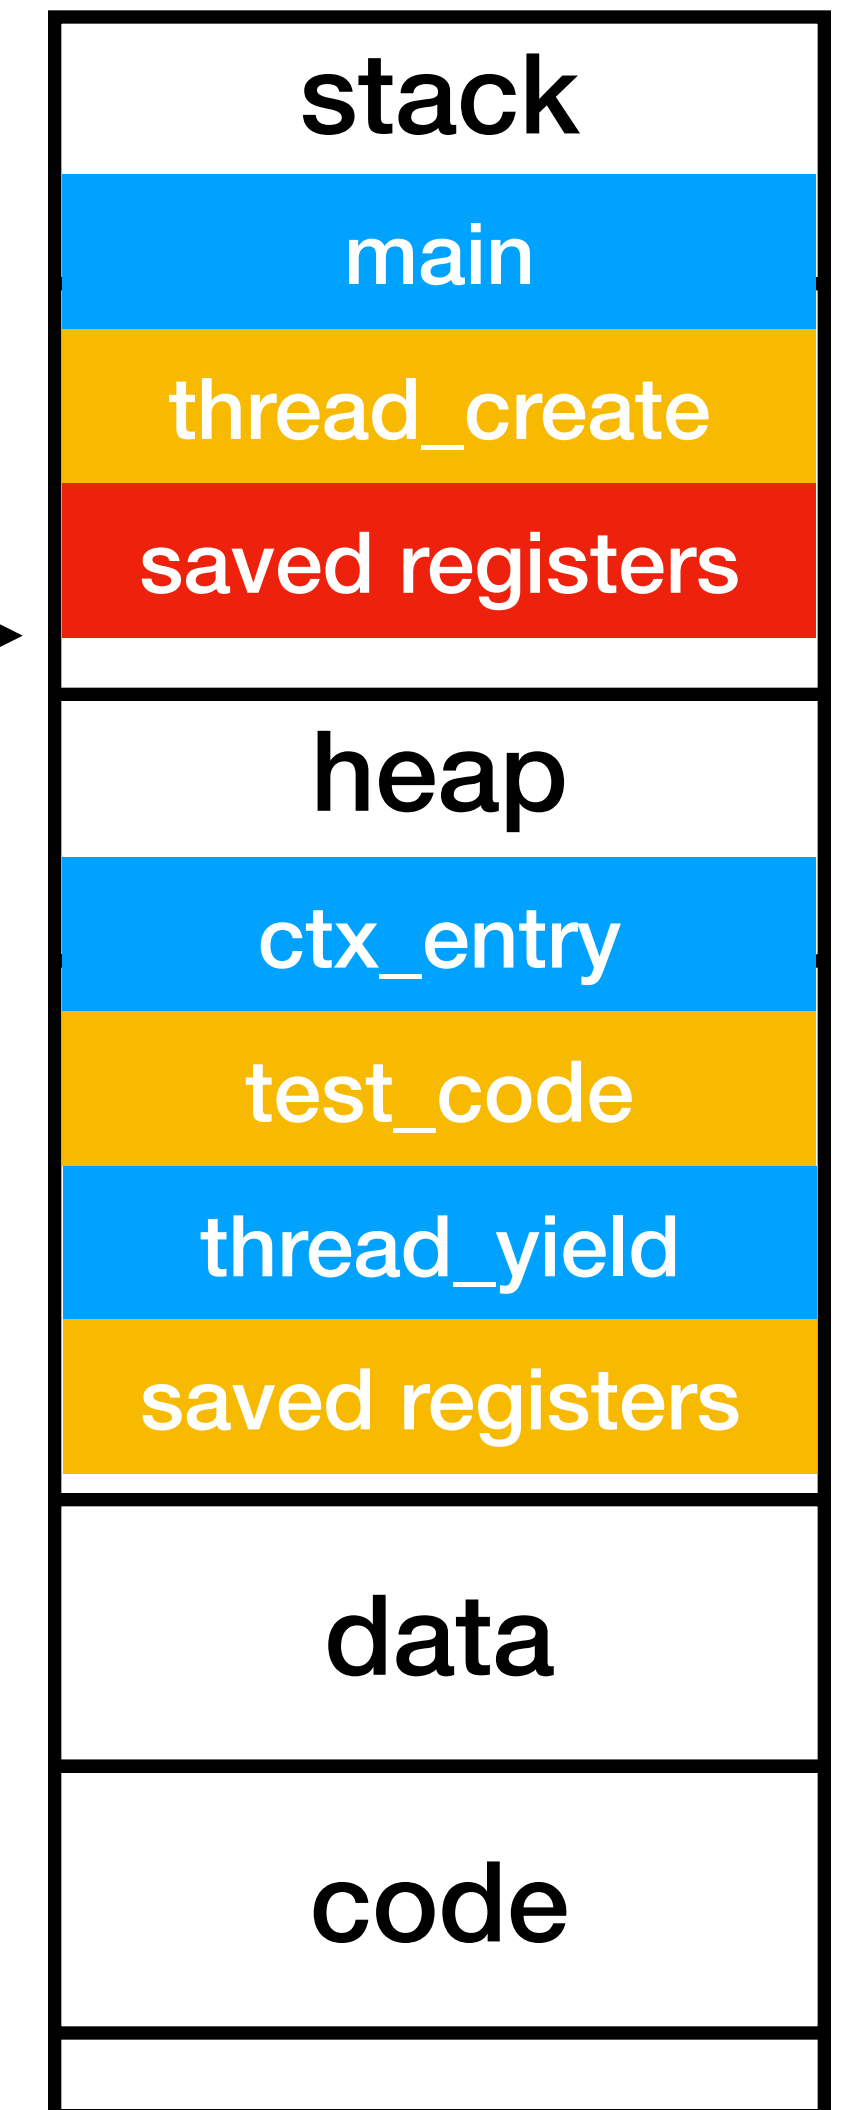 stack
main
thread_create
saved registers
heap
ctx_entry
test_code
thread_yield
saved registers
data
code